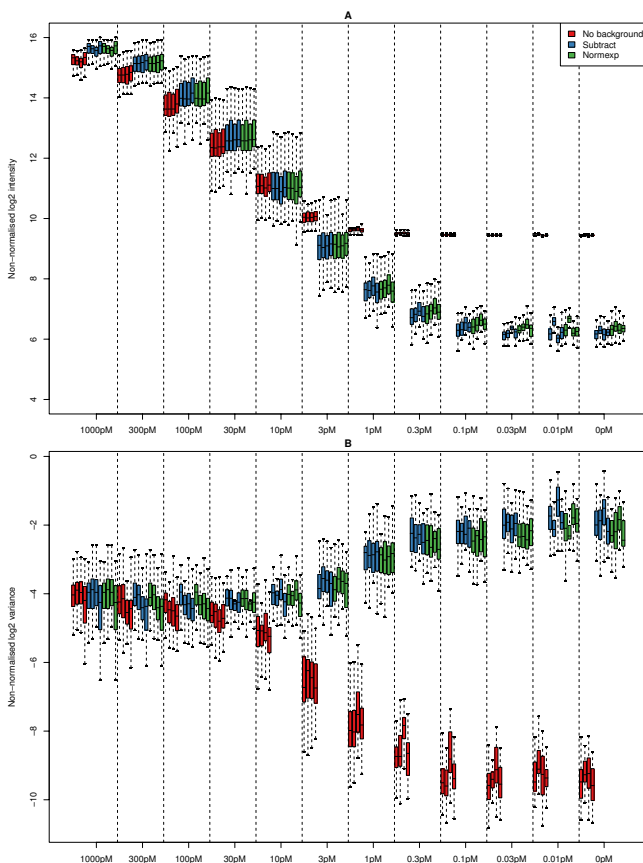 A
No background
Subtract
Normexp
16
14
12
10
8
6
4
Non-normalised log2 intensity
1000pM 300pM 100pM 30pM 10pM 3pM 1pM 0.3pM 0.1pM 0.03pM 0.01pM 0pM
B
0
-2
-4
-6
-8
-10
Non-normalised log2 variance
1000pM 300pM 100pM 30pM 10pM 3pM 1pM 0.3pM 0.1pM 0.03pM 0.01pM 0pM